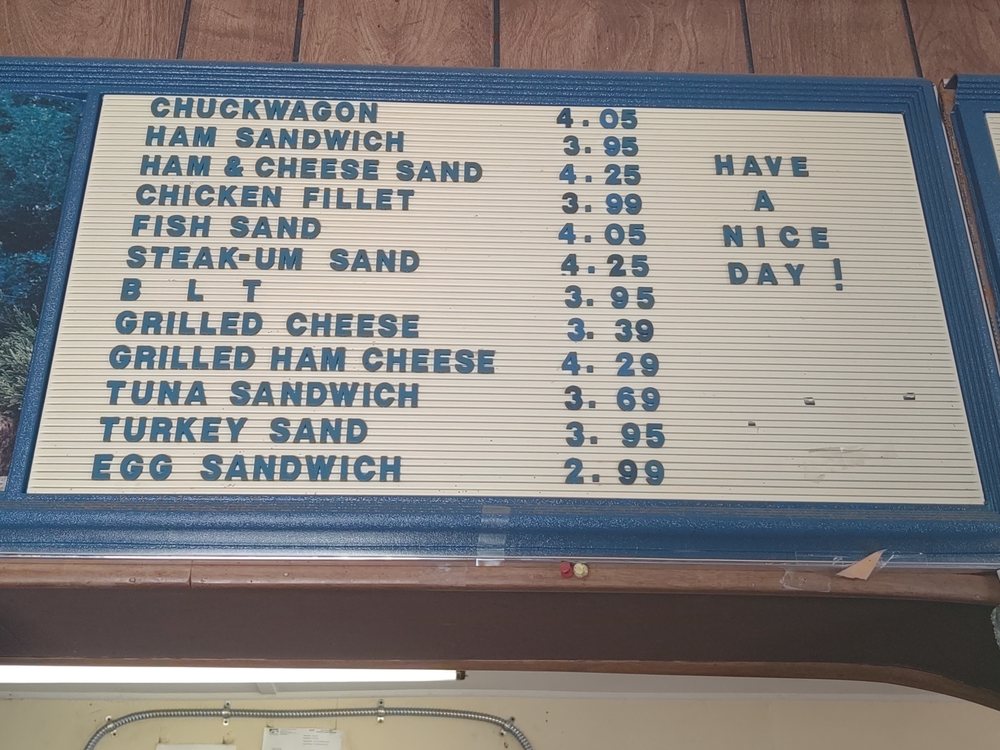 CHUCKWAGON 4.05
HAM SANDWICH 3.95
HAM & CHEESE SAND 4.25
CHICKEN FILLET 3.99
FISH SAND 4.05
STEAK-UM SAND 4.25
B L T 3.95
GRILLED CHEESE 3.39
GRILLED HAM CHEESE 4.29
TUNA SANDWICH 3.69
TURKEY SAND 3.95
EGG SANDWICH 2.99
HAVE
A
NICE
DAY !